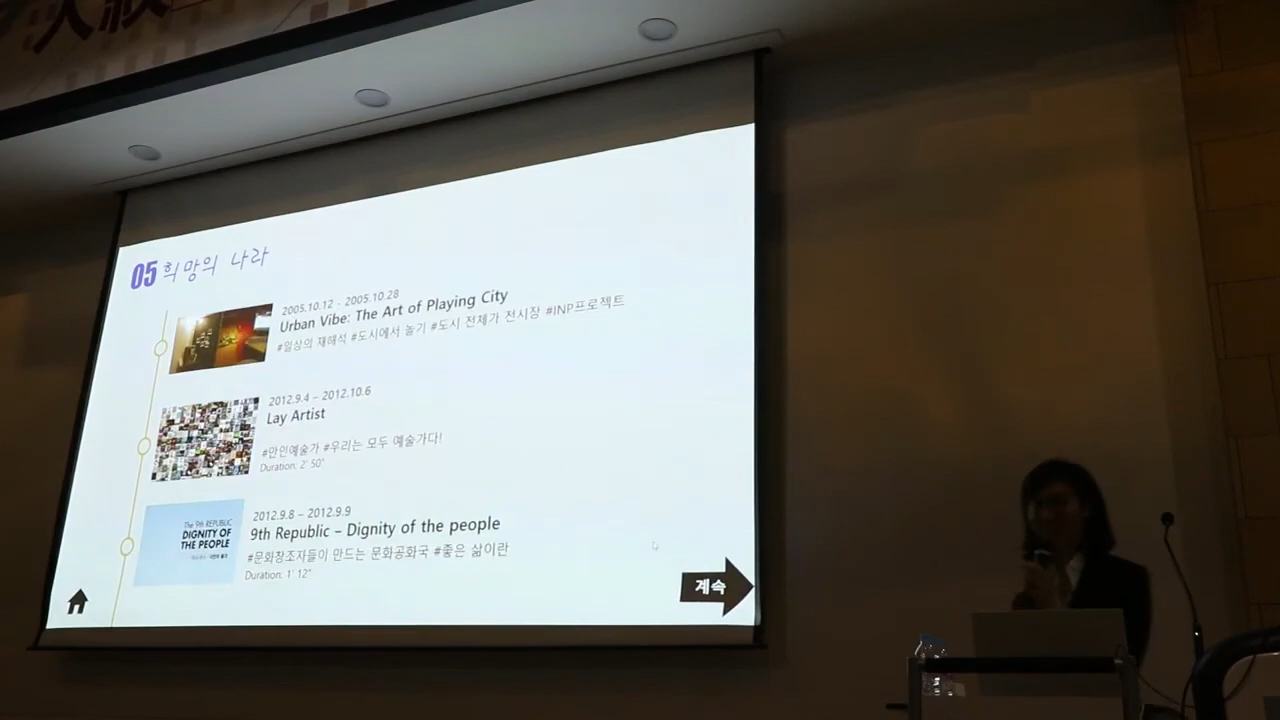 05 희망의 나라
2005.10.12 - 2005.10.28
Urban Vibe: The Art of Playing City
#일상의 재해석 #도시에서 놀기 #도시 전체가 전시장 #INP프로젝트
2012.9.4 – 2012.10.6
Lay Artist
#만인예술가 #우리는 모두 예술가다!
Duration: 2' 50"
The 9th REPUBLIC
DIGNITY OF
THE PEOPLE
2012.9.8 – 2012.9.9
9th Republic – Dignity of the people
#문화창조자들이 만드는 문화공화국 #좋은 삶이란
Duration: 1' 12"
계속